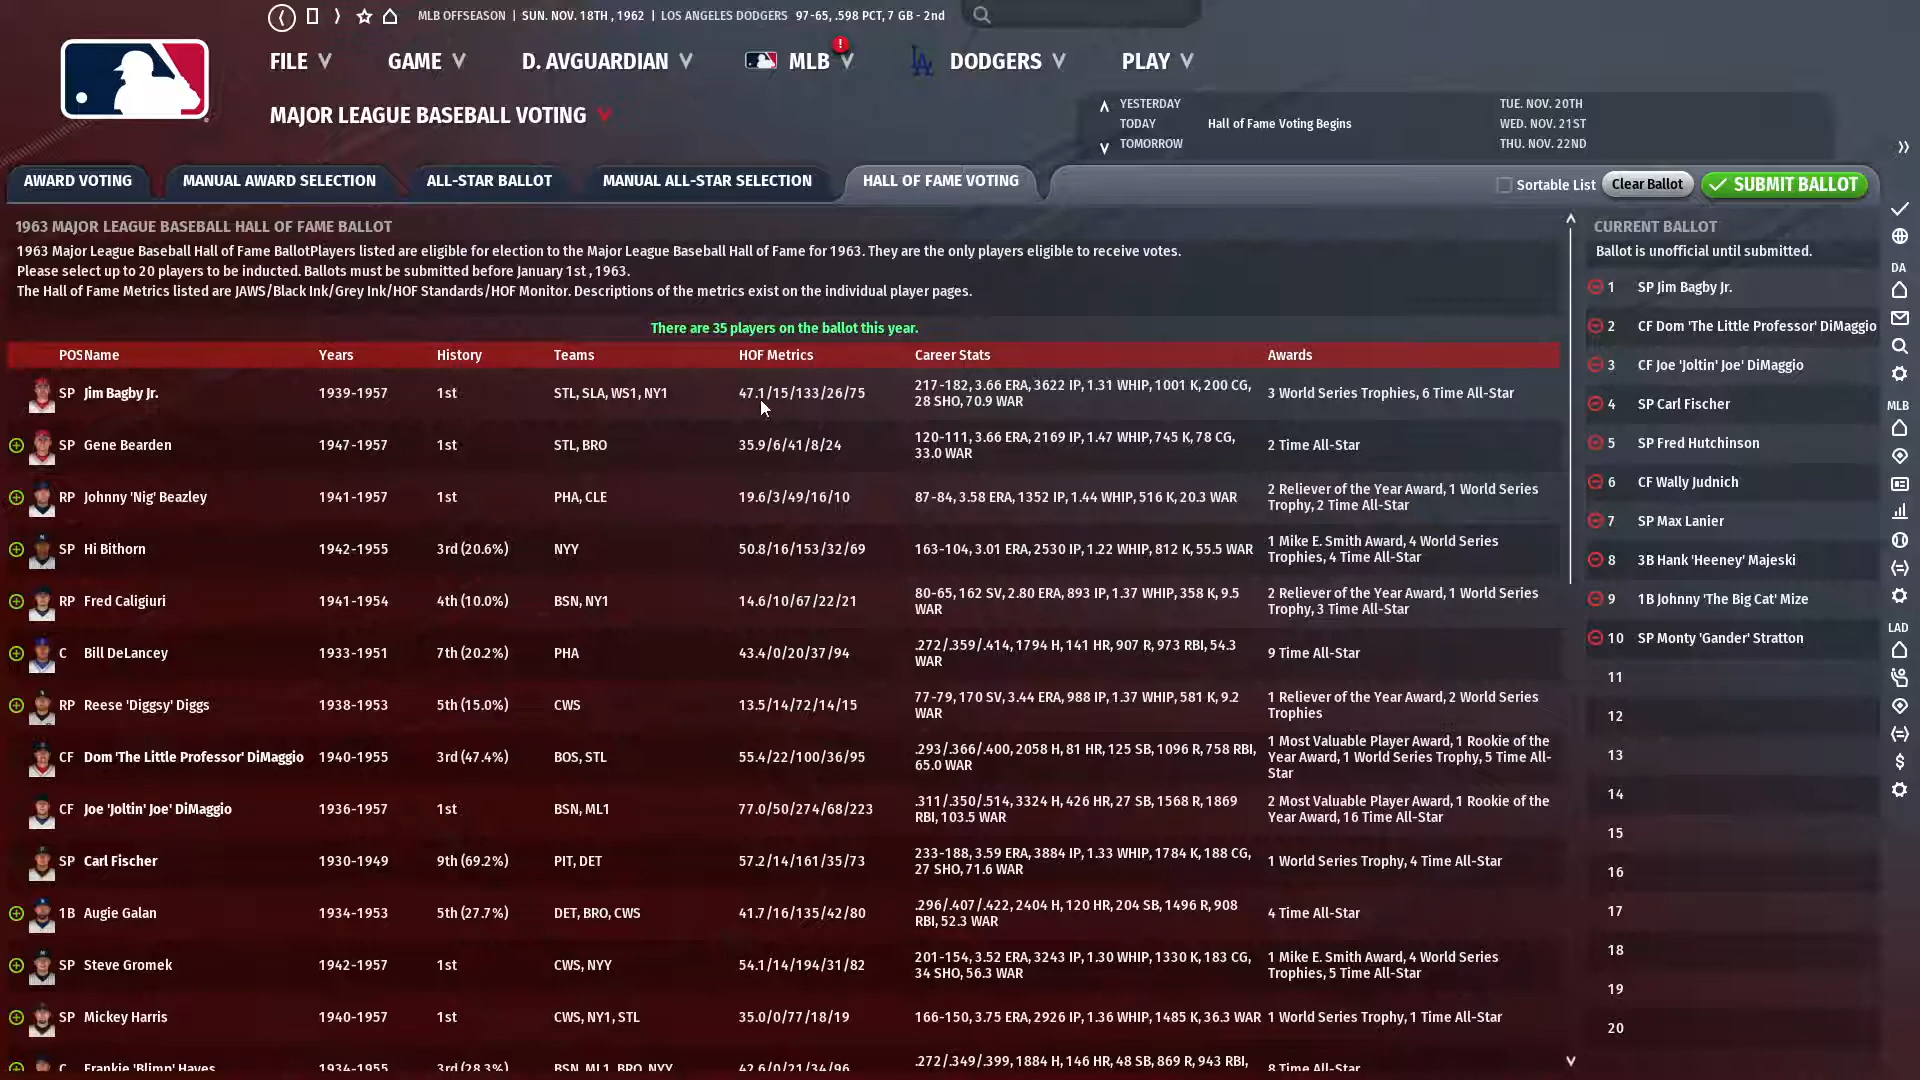 MLB OFFSEASON | SUN. NOV. 18TH , 1962 | LOS ANGELES DODGERS 97-65, .598 PCT, 7 GB - 2nd
FILE GAME D. AVGUARDIAN MLB ! DODGERS PLAY
MAJOR LEAGUE BASEBALL VOTING
YESTERDAY TUE. NOV. 20TH
TODAY Hall of Fame Voting Begins WED. NOV. 21ST
TOMORROW THU. NOV. 22ND
AWARD VOTING MANUAL AWARD SELECTION ALL-STAR BALLOT MANUAL ALL-STAR SELECTION HALL OF FAME VOTING Sortable List Clear Ballot SUBMIT BALLOT
1963 MAJOR LEAGUE BASEBALL HALL OF FAME BALLOT
1963 Major League Baseball Hall of Fame BallotPlayers listed are eligible for election to the Major League Baseball Hall of Fame for 1963. They are the only players eligible to receive votes.
Please select up to 20 players to be inducted. Ballots must be submitted before January 1st , 1963.
The Hall of Fame Metrics listed are JAWS/Black Ink/Grey Ink/HOF Standards/HOF Monitor. Descriptions of the metrics exist on the individual player pages.
There are 35 players on the ballot this year.
POS Name Years History Teams HOF Metrics Career Stats Awards
SP Jim Bagby Jr. 1939-1957 1st STL, SLA, WS1, NY1 47.1/15/133/26/75 217-182, 3.66 ERA, 3622 IP, 1.31 WHIP, 1001 K, 200 CG, 3 World Series Trophies, 6 Time All-Star
28 SHO, 70.9 WAR
SP Gene Bearden 1947-1957 1st STL, BRO 35.9/6/41/8/24 120-111, 3.66 ERA, 2169 IP, 1.47 WHIP, 745 K, 78 CG, 2 Time All-Star
33.0 WAR
RP Johnny 'Nig' Beazley 1941-1957 1st PHA, CLE 19.6/3/49/16/10 87-84, 3.58 ERA, 1352 IP, 1.44 WHIP, 516 K, 20.3 WAR 2 Reliever of the Year Award, 1 World Series
Trophy, 2 Time All-Star
SP Hi Bithorn 1942-1955 3rd (20.6%) NYY 50.8/16/153/32/69 163-104, 3.01 ERA, 2530 IP, 1.22 WHIP, 812 K, 55.5 WAR 1 Mike E. Smith Award, 4 World Series
Trophies, 4 Time All-Star
RP Fred Caligiuri 1941-1954 4th (10.0%) BSN, NY1 14.6/10/67/22/21 80-65, 162 SV, 2.80 ERA, 893 IP, 1.37 WHIP, 358 K, 9.5 2 Reliever of the Year Award, 1 World Series
WAR Trophy, 3 Time All-Star
C Bill DeLancey 1933-1951 7th (20.2%) PHA 43.4/0/20/37/94 .272/.359/.414, 1794 H, 141 HR, 907 R, 973 RBI, 54.3 9 Time All-Star
WAR
RP Reese 'Diggsy' Diggs 1938-1953 5th (15.0%) CWS 13.5/14/72/14/15 77-79, 170 SV, 3.44 ERA, 988 IP, 1.37 WHIP, 581 K, 9.2 1 Reliever of the Year Award, 2 World Series
WAR Trophies
CF Dom 'The Little Professor' DiMaggio 1940-1955 3rd (47.4%) BOS, STL 55.4/22/100/36/95 .293/.366/.400, 2058 H, 81 HR, 125 SB, 1096 R, 758 RBI, 1 Most Valuable Player Award, 1 Rookie of the
65.0 WAR Year Award, 1 World Series Trophy, 5 Time All-
Star
CF Joe 'Joltin' Joe' DiMaggio 1936-1957 1st BSN, ML1 77.0/50/274/68/223 .311/.350/.514, 3324 H, 426 HR, 27 SB, 1568 R, 1869 2 Most Valuable Player Award, 1 Rookie of the
RBI, 103.5 WAR Year Award, 16 Time All-Star
SP Carl Fischer 1930-1949 9th (69.2%) PIT, DET 57.2/14/161/35/73 233-188, 3.59 ERA, 3884 IP, 1.33 WHIP, 1784 K, 188 CG, 1 World Series Trophy, 4 Time All-Star
27 SHO, 71.6 WAR
1B Augie Galan 1934-1953 5th (27.7%) DET, BRO, CWS 41.7/16/135/42/80 .296/.407/.422, 2404 H, 120 HR, 204 SB, 1496 R, 908 4 Time All-Star
RBI, 52.3 WAR
SP Steve Gromek 1942-1957 1st CWS, NYY 54.1/14/194/31/82 201-154, 3.52 ERA, 3243 IP, 1.30 WHIP, 1330 K, 183 CG, 1 Mike E. Smith Award, 4 World Series
34 SHO, 56.3 WAR Trophies, 5 Time All-Star
SP Mickey Harris 1940-1957 1st CWS, NY1, STL 35.0/0/77/18/19 166-150, 3.75 ERA, 2926 IP, 1.36 WHIP, 1485 K, 36.3 WAR 1 World Series Trophy, 1 Time All-Star
C Frankie 'Blimp' Hayes 1934-1955 3rd (28.3%) BSN, ML1, BRO, NYY 42.6/0/21/34/96 .272/.349/.399, 1884 H, 146 HR, 48 SB, 869 R, 943 RBI, 8 Time All-Star
CURRENT BALLOT
Ballot is unofficial until submitted.
1 SP Jim Bagby Jr.
2 CF Dom 'The Little Professor' DiMaggio
3 CF Joe 'Joltin' Joe' DiMaggio
4 SP Carl Fischer
5 SP Fred Hutchinson
6 CF Wally Judnich
7 SP Max Lanier
8 3B Hank 'Heeney' Majeski
9 1B Johnny 'The Big Cat' Mize
10 SP Monty 'Gander' Stratton
11
12
13
14
15
16
17
18
19
20
DA
MLB
LAD